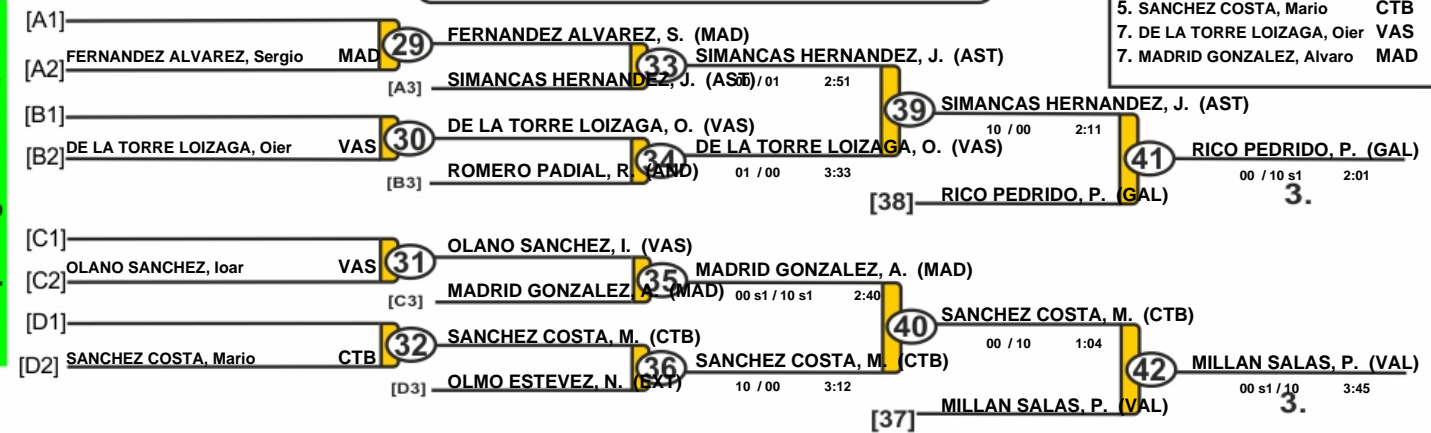 5. SANCHEZ COSTA, Mario CTB
7. DE LA TORRE LOIZAGA, Oier VAS
7. MADRID GONZALEZ, Alvaro MAD
[A1]
[A2] FERNANDEZ ALVAREZ, Sergio MAD
29
FERNANDEZ ALVAREZ, S. (MAD)
[A3] SIMANCAS HERNANDEZ, J. (AST)
33
SIMANCAS HERNANDEZ, J. (AST)
00 / 01 2:51
[B1]
[B2] DE LA TORRE LOIZAGA, Oier VAS
30
DE LA TORRE LOIZAGA, O. (VAS)
[B3] ROMERO PADIAL, R. (AND)
34
DE LA TORRE LOIZAGA, O. (VAS)
01 / 00 3:33
39
SIMANCAS HERNANDEZ, J. (AST)
10 / 00 2:11
[38] RICO PEDRIDO, P. (GAL)
41
RICO PEDRIDO, P. (GAL)
00 / 10 s1 2:01
3.
[C1]
[C2] OLANO SANCHEZ, Ioar VAS
31
OLANO SANCHEZ, I. (VAS)
[C3] MADRID GONZALEZ, A. (MAD)
35
MADRID GONZALEZ, A. (MAD)
00 s1 / 10 s1 2:40
[D1]
[D2] SANCHEZ COSTA, Mario CTB
32
SANCHEZ COSTA, M. (CTB)
[D3] OLMO ESTEVEZ, N. (EXT)
36
SANCHEZ COSTA, M. (CTB)
10 / 00 3:12
40
SANCHEZ COSTA, M. (CTB)
00 / 10 1:04
[37] MILLAN SALAS, P. (VAL)
42
MILLAN SALAS, P. (VAL)
00 s1 / 10 3:45
3.